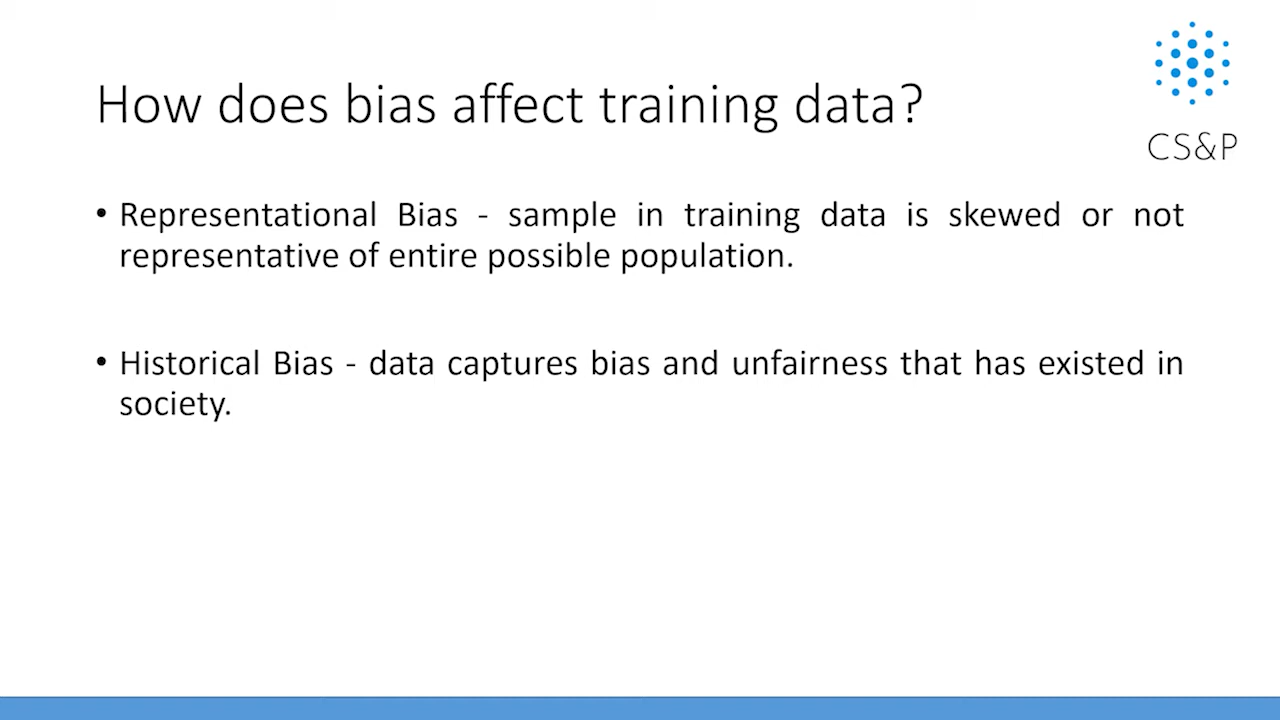 How does bias affect training data?
CS&P
• Representational Bias - sample in training data is skewed or not
representative of entire possible population.
• Historical Bias - data captures bias and unfairness that has existed in
society.